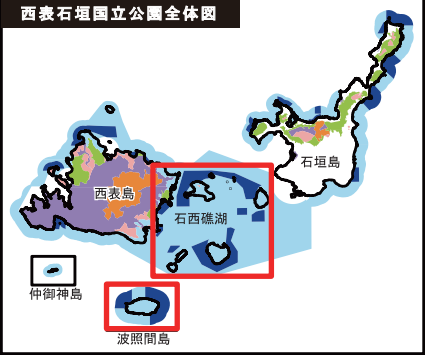 西表石垣国立公園全体図
石垣島
西表島
石西礁湖
仲御神島
波照間島